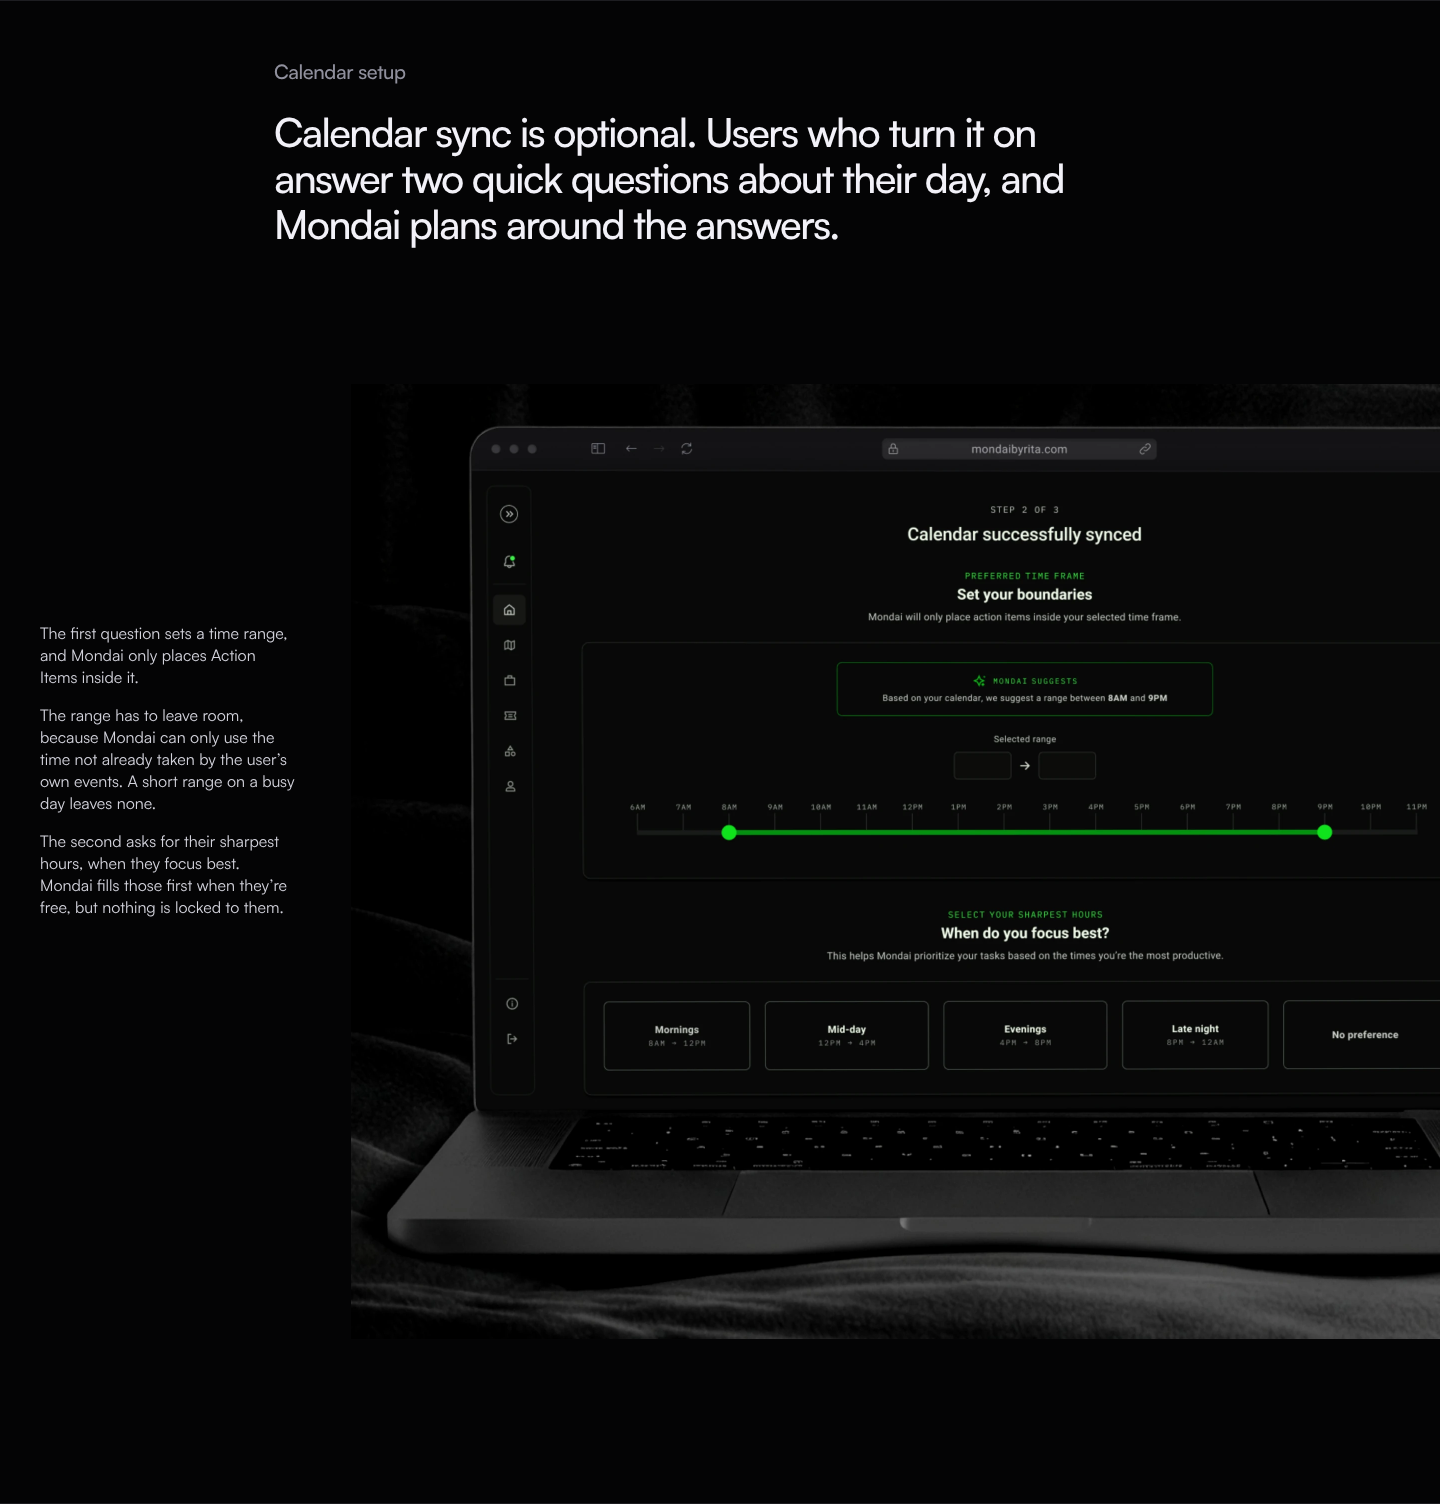 Calendar setup
Calendar sync is optional. Users who turn it on
answer two quick questions about their day, and
Mondai plans around the answers.
mondaibyrita.com
STEP 2 OF 3
Calendar successfully synced
PREFERRED TIME FRAME
Set your boundaries
Mondai will only place action items inside your selected time frame.
The first question sets a time range,
and Mondai only places Action
Items inside it.
The range has to leave room,
because Mondai can only use the
time not already taken by the user's
own events. A short range on a busy
day leaves none.
The second asks for their sharpest
hours, when they focus best.
Mondai fills those first when they're
free, but nothing is locked to them.
MONDAI SUGGESTS
Based on your calendar, we suggest a range between 8AM and 9PM
Selected range
→
6AM 7AM 8AM 9AM 10AM 11AM 12PM 1PM 2PM 3PM 4PM 5PM 6PM 7PM 8PM 9PM 10PM 11PM
SELECT YOUR SHARPEST HOURS
When do you focus best?
This helps Mondai prioritize your tasks based on the times you're the most productive.
Mornings
8AM → 12PM
Mid-day
12PM → 4PM
Evenings
4PM → 8PM
Late night
8PM → 12AM
No preference